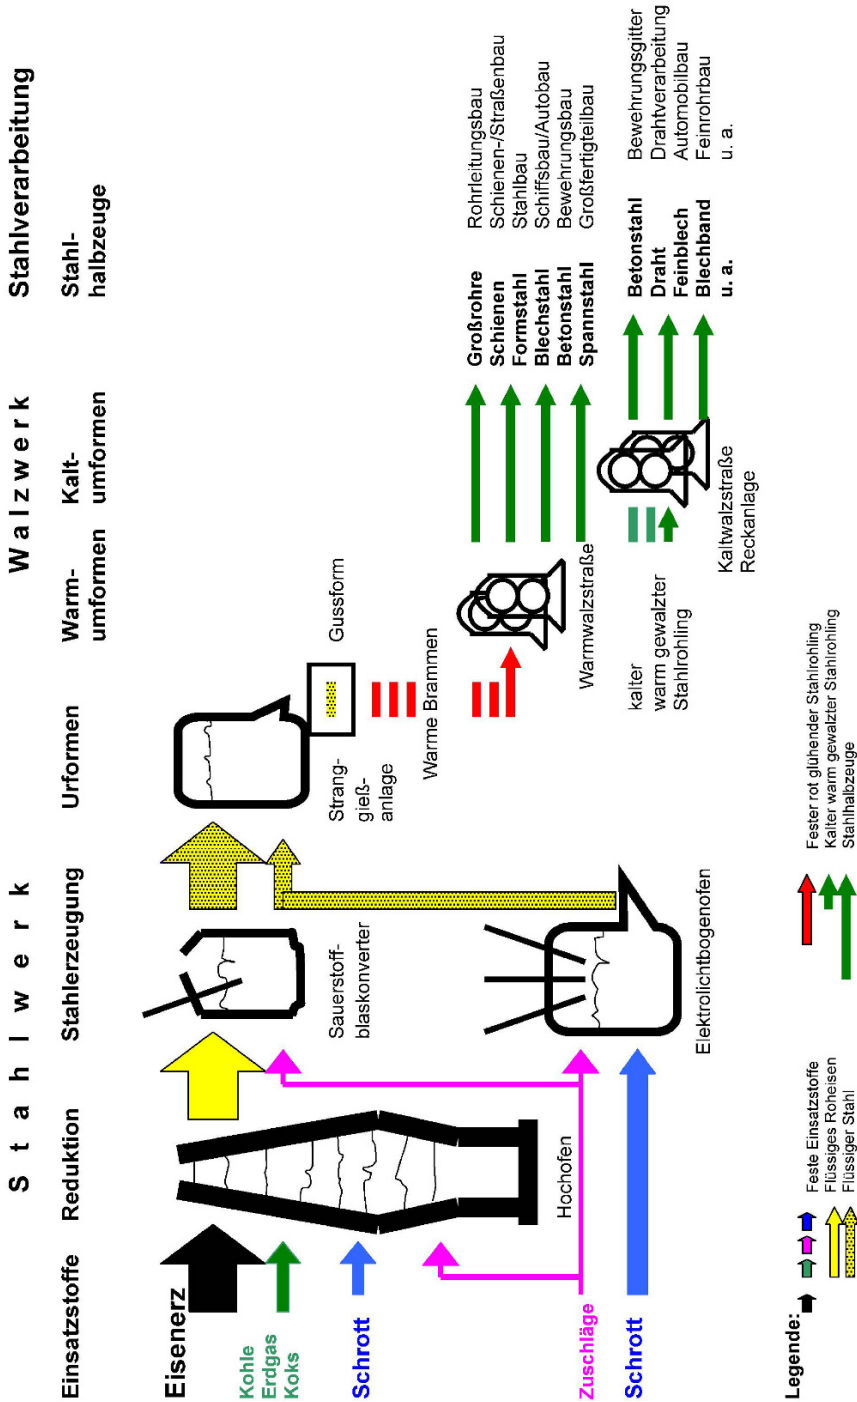 S t a h l w e r k
W a l z w e r k
Stahlverarbeitung
Einsatzstoffe
Reduktion
Stahlerzeugung
Urformen
Warm-
umformen
Kalt-
umformen
Stahl-
halbzeuge
Eisenerz
Kohle
Erdgas
Koks
Schrott
Zuschläge
Schrott
Hochofen
Sauerstoff-
blaskonverter
Elektrolichtbogenofen
Strang-
gieß-
anlage
Gussform
Warme Brammen
Warmwalzstraße
kalter
warm gewalzter
Stahlrohling
Kaltwalzstraße
Reckanlage
Großrohre
Schienen
Formstahl
Blechstahl
Betonstahl
Spannstahl
Rohrleitungsbau
Schienen-/Straßenbau
Stahlbau
Schiffsbau/Autobau
Bewehrungsbau
Großfertigteilbau
Betonstahl
Draht
Feinblech
Blechband
u. a.
Bewehrungsgitter
Drahtverarbeitung
Automobilbau
Feinrohrbau
u. a.
Legende:
Feste Einsatzstoffe
Flüssiges Roheisen
Flüssiger Stahl
Fester rot glühender Stahlrohling
Kalter warm gewalzter Stahlrohling
Stahlhalbzeuge